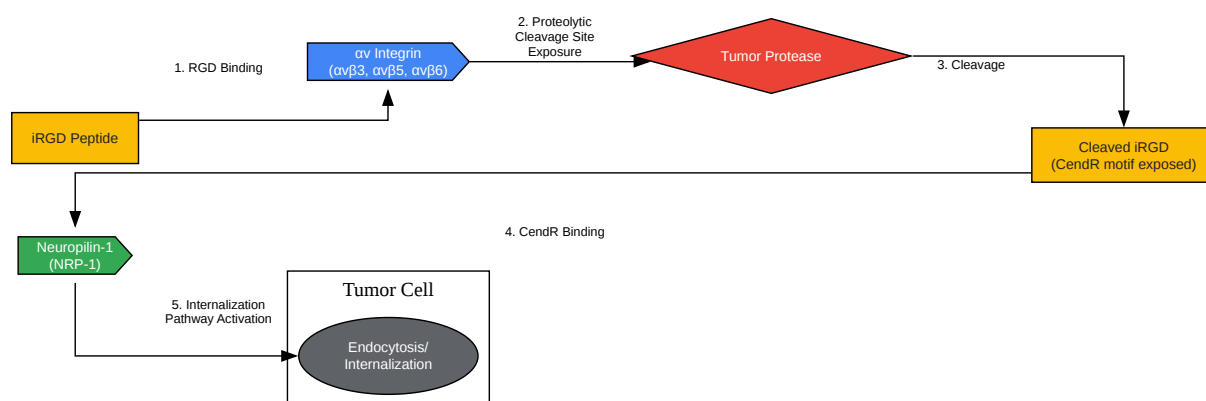 2. Proteolytic
Cleavage Site
Exposure
αv Integrin
(αvβ3, αvβ5, αvβ6)
1. RGD Binding
Tumor Protease
3. Cleavage
iRGD Peptide
Cleaved iRGD
(CendR motif exposed)
4. CendR Binding
Neuropilin-1
(NRP-1)
5. Internalization
Pathway Activation
Tumor Cell
Endocytosis/
Internalization